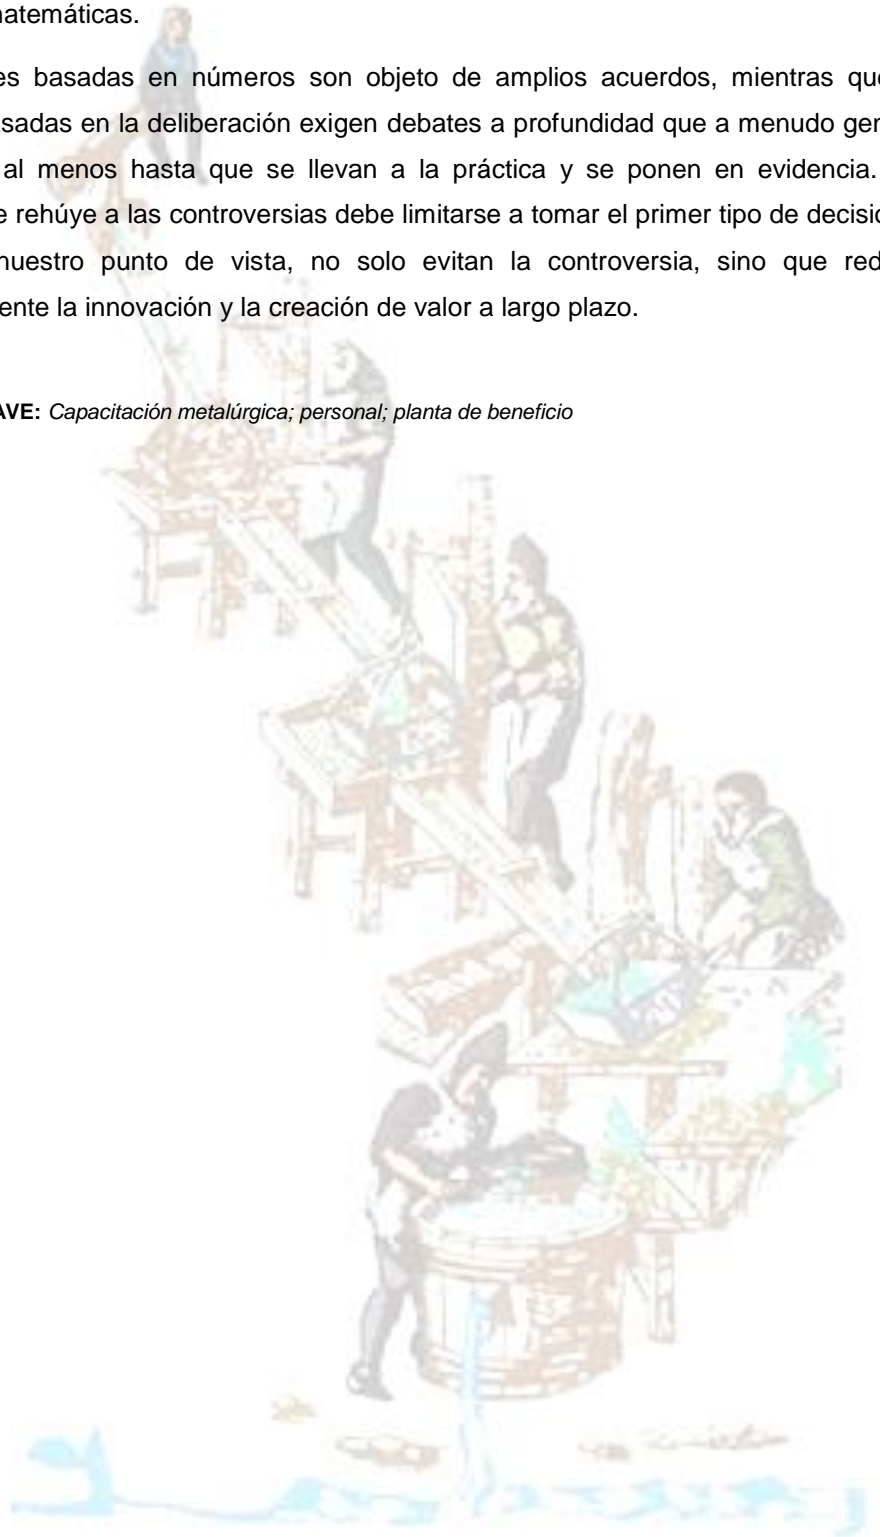 matemáticas.
es basadas en números son objeto de amplios acuerdos, mientras que
sadas en la deliberación exigen debates a profundidad que a menudo gen
al menos hasta que se llevan a la práctica y se ponen en evidencia.
e rehúye a las controversias debe limitarse a tomar el primer tipo de decisio
nuestro punto de vista, no solo evitan la controversia, sino que red
ente la innovación y la creación de valor a largo plazo.
AVE: Capacitación metalúrgica; personal; planta de beneficio